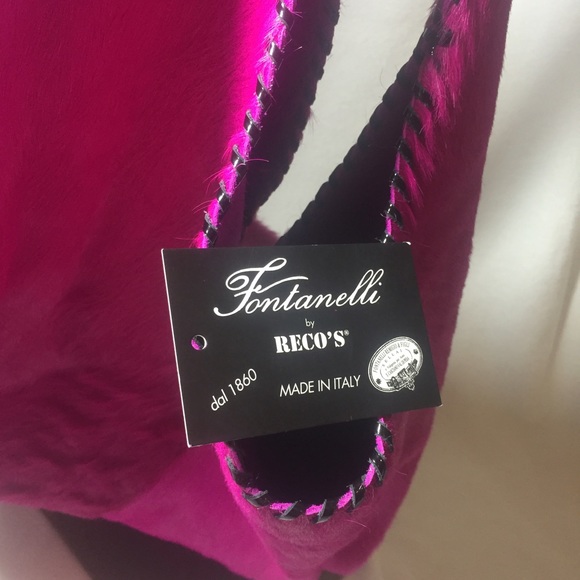 Fontanelli
by
RECO'S®
dal 1860
MADE IN ITALY